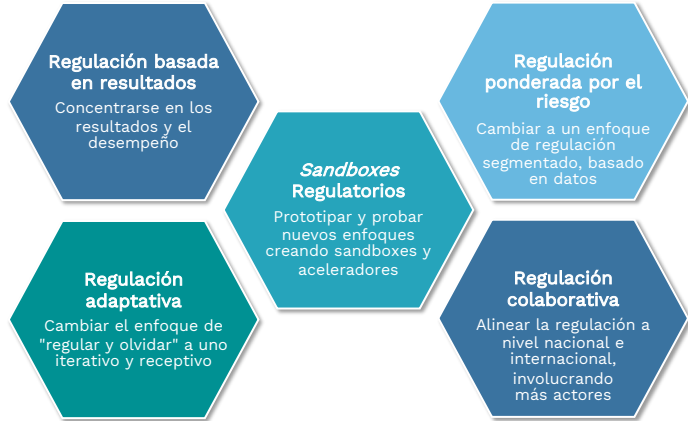 Regulación basada
en resultados
Concentrarse en los
resultados y el
desempeño
Regulación
ponderada por el
riesgo
Cambiar a un enfoque
de regulación
segmentado, basado
en datos
Sandboxes
Regulatorios
Prototipar y probar
nuevos enfoques
creando sandboxes y
aceleradores
Regulación
adaptativa
Cambiar el enfoque de
"regular y olvidar" a uno
iterativo y receptivo
Regulación
colaborativa
Alinear la regulación a
nivel nacional e
internacional,
involucrando
más actores